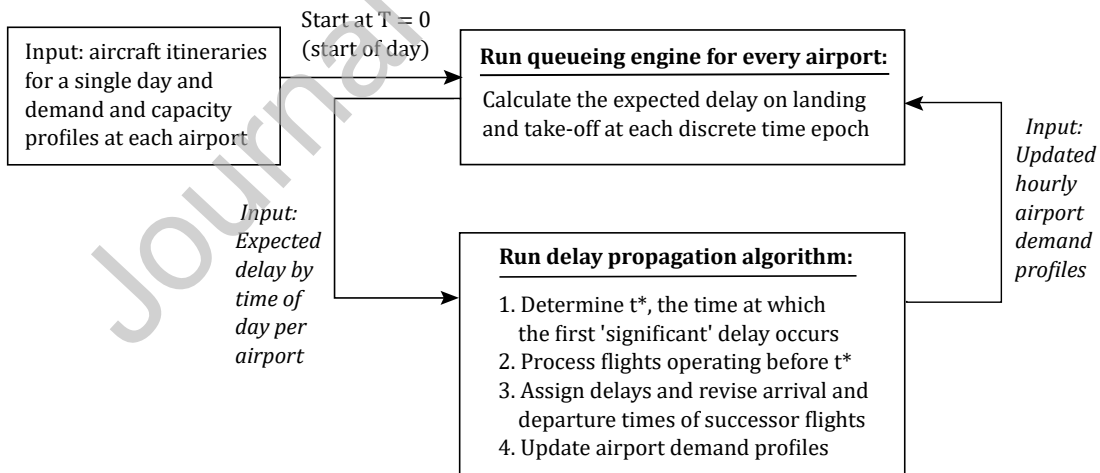 Start at T = 0
(start of day)
Input: aircraft itineraries
for a single day and
demand and capacity
profiles at each airport
Run queueing engine for every airport:
Calculate the expected delay on landing
and take-off at each discrete time epoch
Input:
Updated
hourly
airport
demand
profiles
Input:
Expected
delay by
time of
day per
airport
Run delay propagation algorithm:
1. Determine t*, the time at which
the first 'significant' delay occurs
2. Process flights operating before t*
3. Assign delays and revise arrival and
departure times of successor flights
4. Update airport demand profiles
Journal